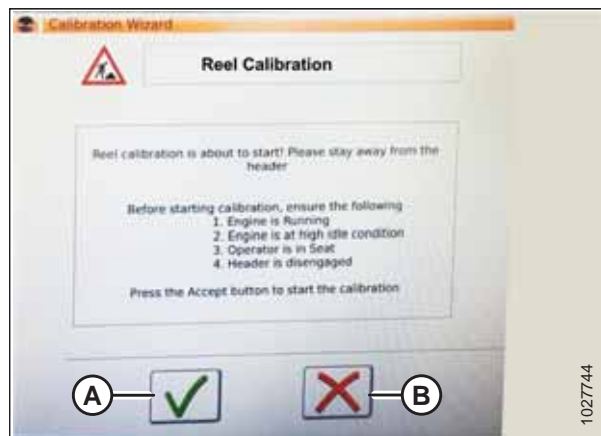 Calibration Wizard
Reel Calibration
Reel calibration is about to start! Please stay away from the
header
Before starting calibration, ensure the following
1. Engine is Running
2. Engine is at high idle condition
3. Operator is in Seat
4. Header is disengaged
Press the Accept button to start the calibration
A
B
1027744